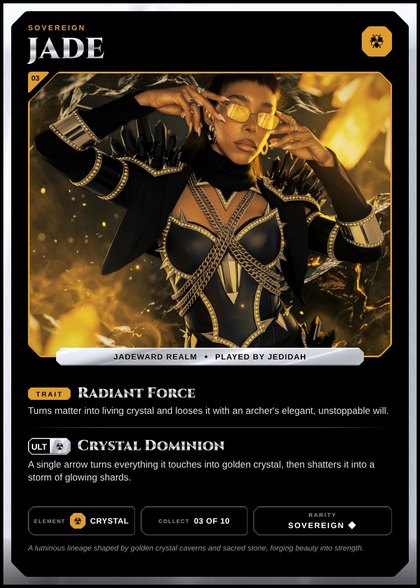 SOVEREIGN
JADE
03
JADEWARD REALM • PLAYED BY JEDIDAH
TRAIT RADIANT FORCE
Turns matter into living crystal and looses it with an archer's elegant, unstoppable will.
ULT CRYSTAL DOMINION
A single arrow turns everything it touches into golden crystal, then shatters it into a
storm of glowing shards.
ELEMENT CRYSTAL
COLLECT 03 OF 10
RARITY
SOVEREIGN ◆
A luminous lineage shaped by golden crystal caverns and sacred stone, forging beauty into strength.